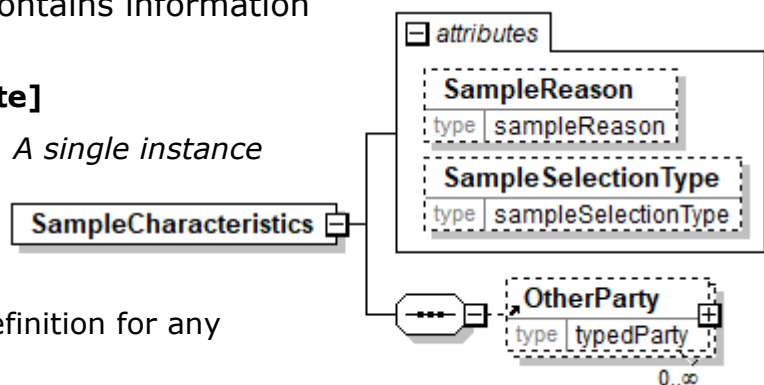 ontains information
attributes
SampleReason
type sampleReason
te]
A single instance
SampleSelectionType
type sampleSelectionType
SampleCharacteristics
OtherParty
efinition for any
type typedParty
0..∞